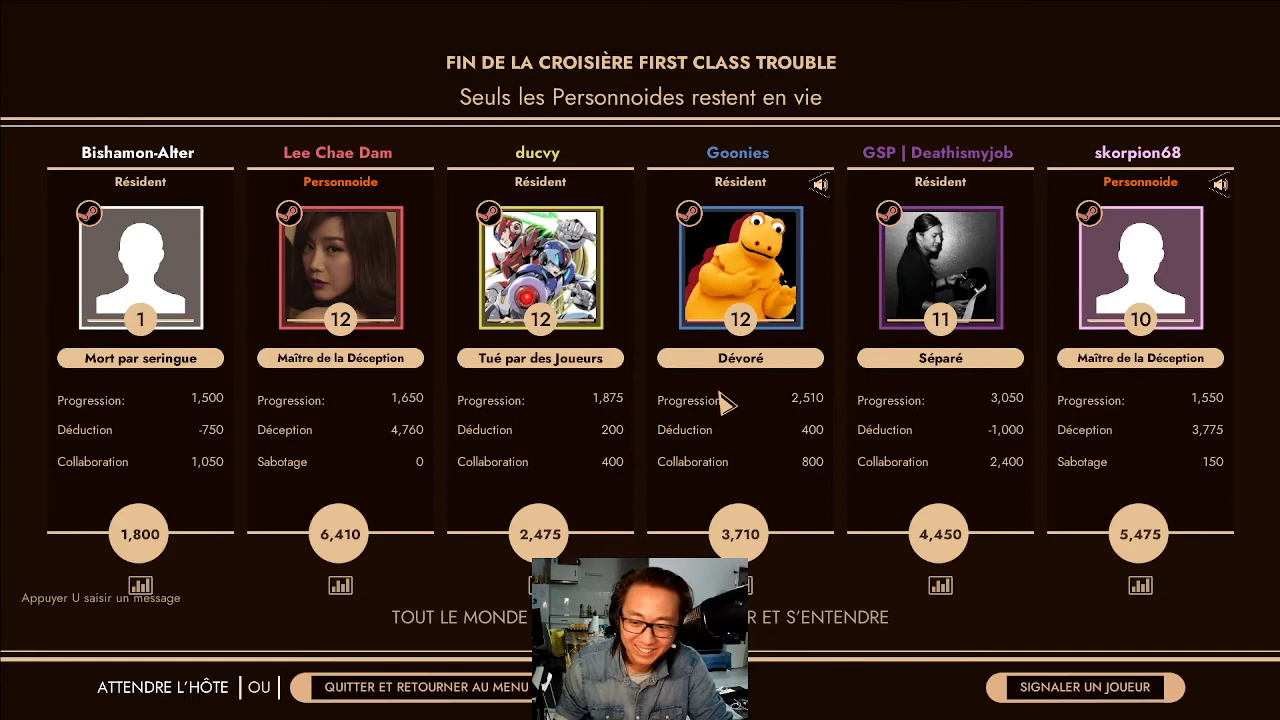 FIN DE LA CROISIÈRE FIRST CLASS TROUBLE
Seuls les Personnoides restent en vie
Bishamon-Alter
Résident
1
Mort par seringue
Progression: 1,500
Déduction -750
Collaboration 1,050
1,800
Lee Chae Dam
Personnoide
12
Maître de la Déception
Progression: 1,650
Déception 4,760
Sabotage 0
6,410
ducvy
Résident
12
Tué par des Joueurs
Progression: 1,875
Déduction 200
Collaboration 400
2,475
Goonies
Résident
12
Dévoré
Progression 2,510
Déduction 400
Collaboration 800
3,710
GSP | Deathismyjob
Résident
11
Séparé
Progression: 3,050
Déduction -1,000
Collaboration 2,400
4,450
skorpion68
Personnoide
10
Maître de la Déception
Progression: 1,550
Déception 3,775
Sabotage 150
5,475
Appuyer U saisir un message
TOUT LE MONDE R ET S'ENTENDRE
ATTENDRE L'HÔTE | OU |
QUITTER ET RETOURNER AU MENU
SIGNALER UN JOUEUR